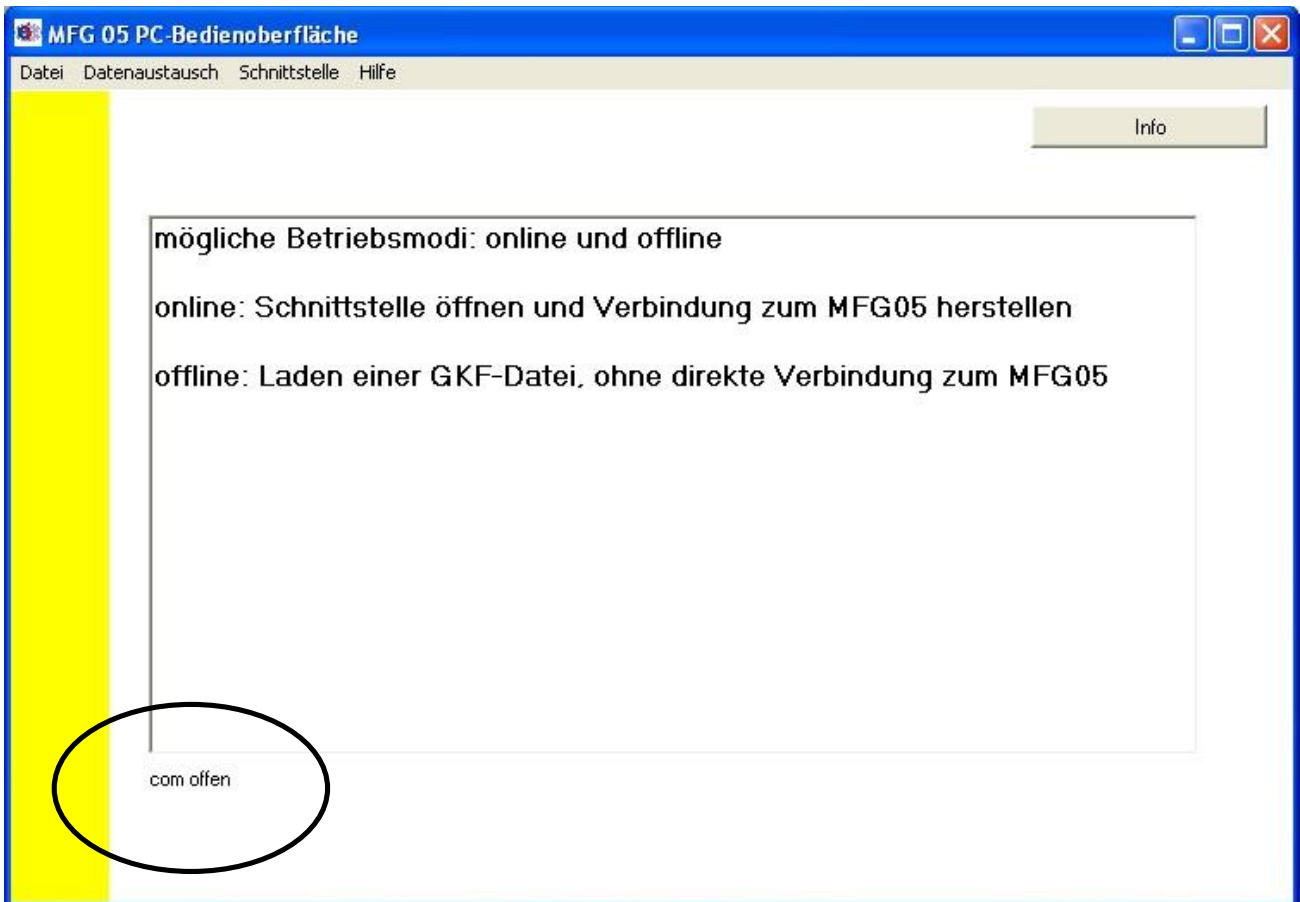 MFG 05 PC-Bedienoberfläche
Datei Datenaustausch Schnittstelle Hilfe
Info
mögliche Betriebsmodi: online und offline
online: Schnittstelle öffnen und Verbindung zum MFG05 herstellen
offline: Laden einer GKF-Datei, ohne direkte Verbindung zum MFG05
com offen